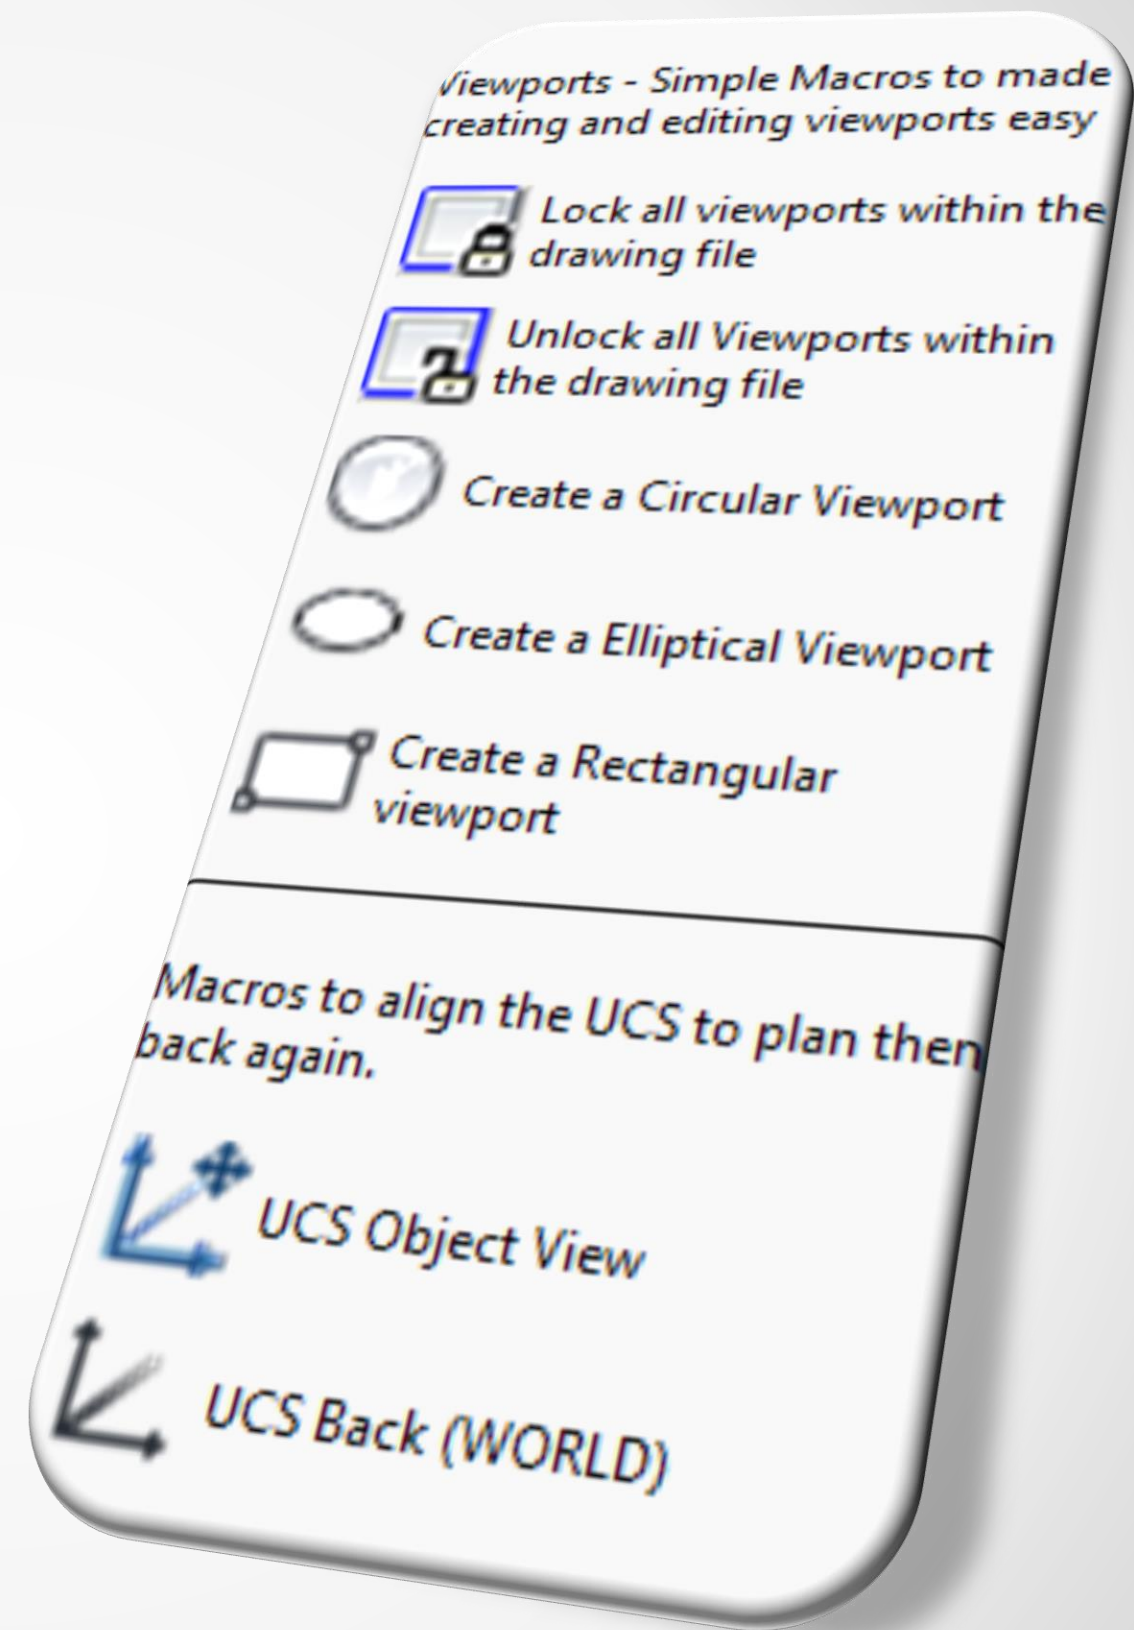 Viewports - Simple Macros to made
creating and editing viewports easy
Lock all viewports within the
drawing file
Unlock all Viewports within
the drawing file
Create a Circular Viewport
Create a Elliptical Viewport
Create a Rectangular
viewport
Macros to align the UCS to plan then
back again.
UCS Object View
UCS Back (WORLD)